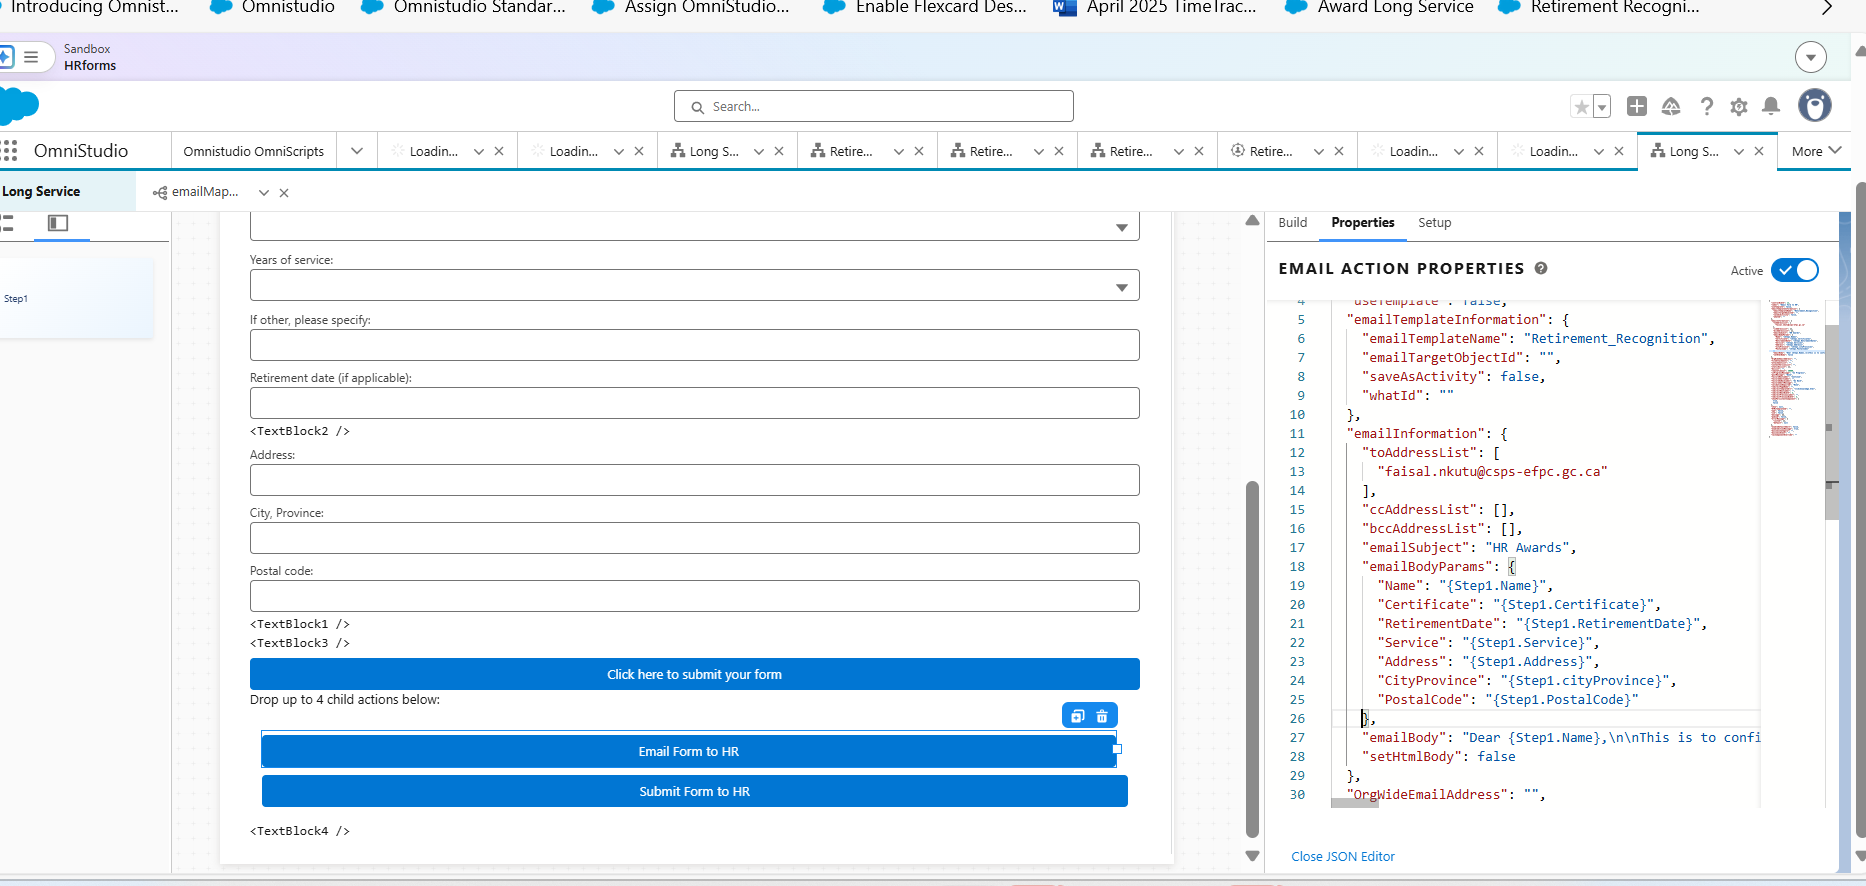 Introducing Omnist...
Omnistudio
Omnistudio Standar...
Assign OmniStudio...
Enable Flexcard Des...
April 2025 TimeTrac...
Award Long Service
Retirement Recogni...
Sandbox
HRforms
Search...
OmniStudio
Omnistudio OmniScripts
Loadin...
Loadin...
Long S...
Retire...
Retire...
Retire...
Retire...
Loadin...
Loadin...
Long S...
More
Long Service
emailMap...
Step1
Years of service:
If other, please specify:
Retirement date (if applicable):
<TextBlock2 />
Address:
City, Province:
Postal code:
<TextBlock1 />
<TextBlock3 />
Click here to submit your form
Drop up to 4 child actions below:
Email Form to HR
Submit Form to HR
<TextBlock4 />
Build
Properties
Setup
EMAIL ACTION PROPERTIES
Active
4 "useTemplate": false,
5 "emailTemplateInformation": {
6 "emailTemplateName": "Retirement_Recognition",
7 "emailTargetObjectId": "",
8 "saveAsActivity": false,
9 "whatId": ""
10 },
11 "emailInformation": {
12 "toAddressList": [
13 "faisal.nkutu@csps-efpc.gc.ca"
14 ],
15 "ccAddressList": [],
16 "bccAddressList": [],
17 "emailSubject": "HR Awards",
18 "emailBodyParams": {
19 "Name": "{Step1.Name}",
20 "Certificate": "{Step1.Certificate}",
21 "RetirementDate": "{Step1.RetirementDate}",
22 "Service": "{Step1.Service}",
23 "Address": "{Step1.Address}",
24 "CityProvince": "{Step1.cityProvince}",
25 "PostalCode": "{Step1.PostalCode}"
26 },
27 "emailBody": "Dear {Step1.Name},\n\nThis is to confi
28 "setHtmlBody": false
29 },
30 "OrgWideEmailAddress": "",
Close JSON Editor